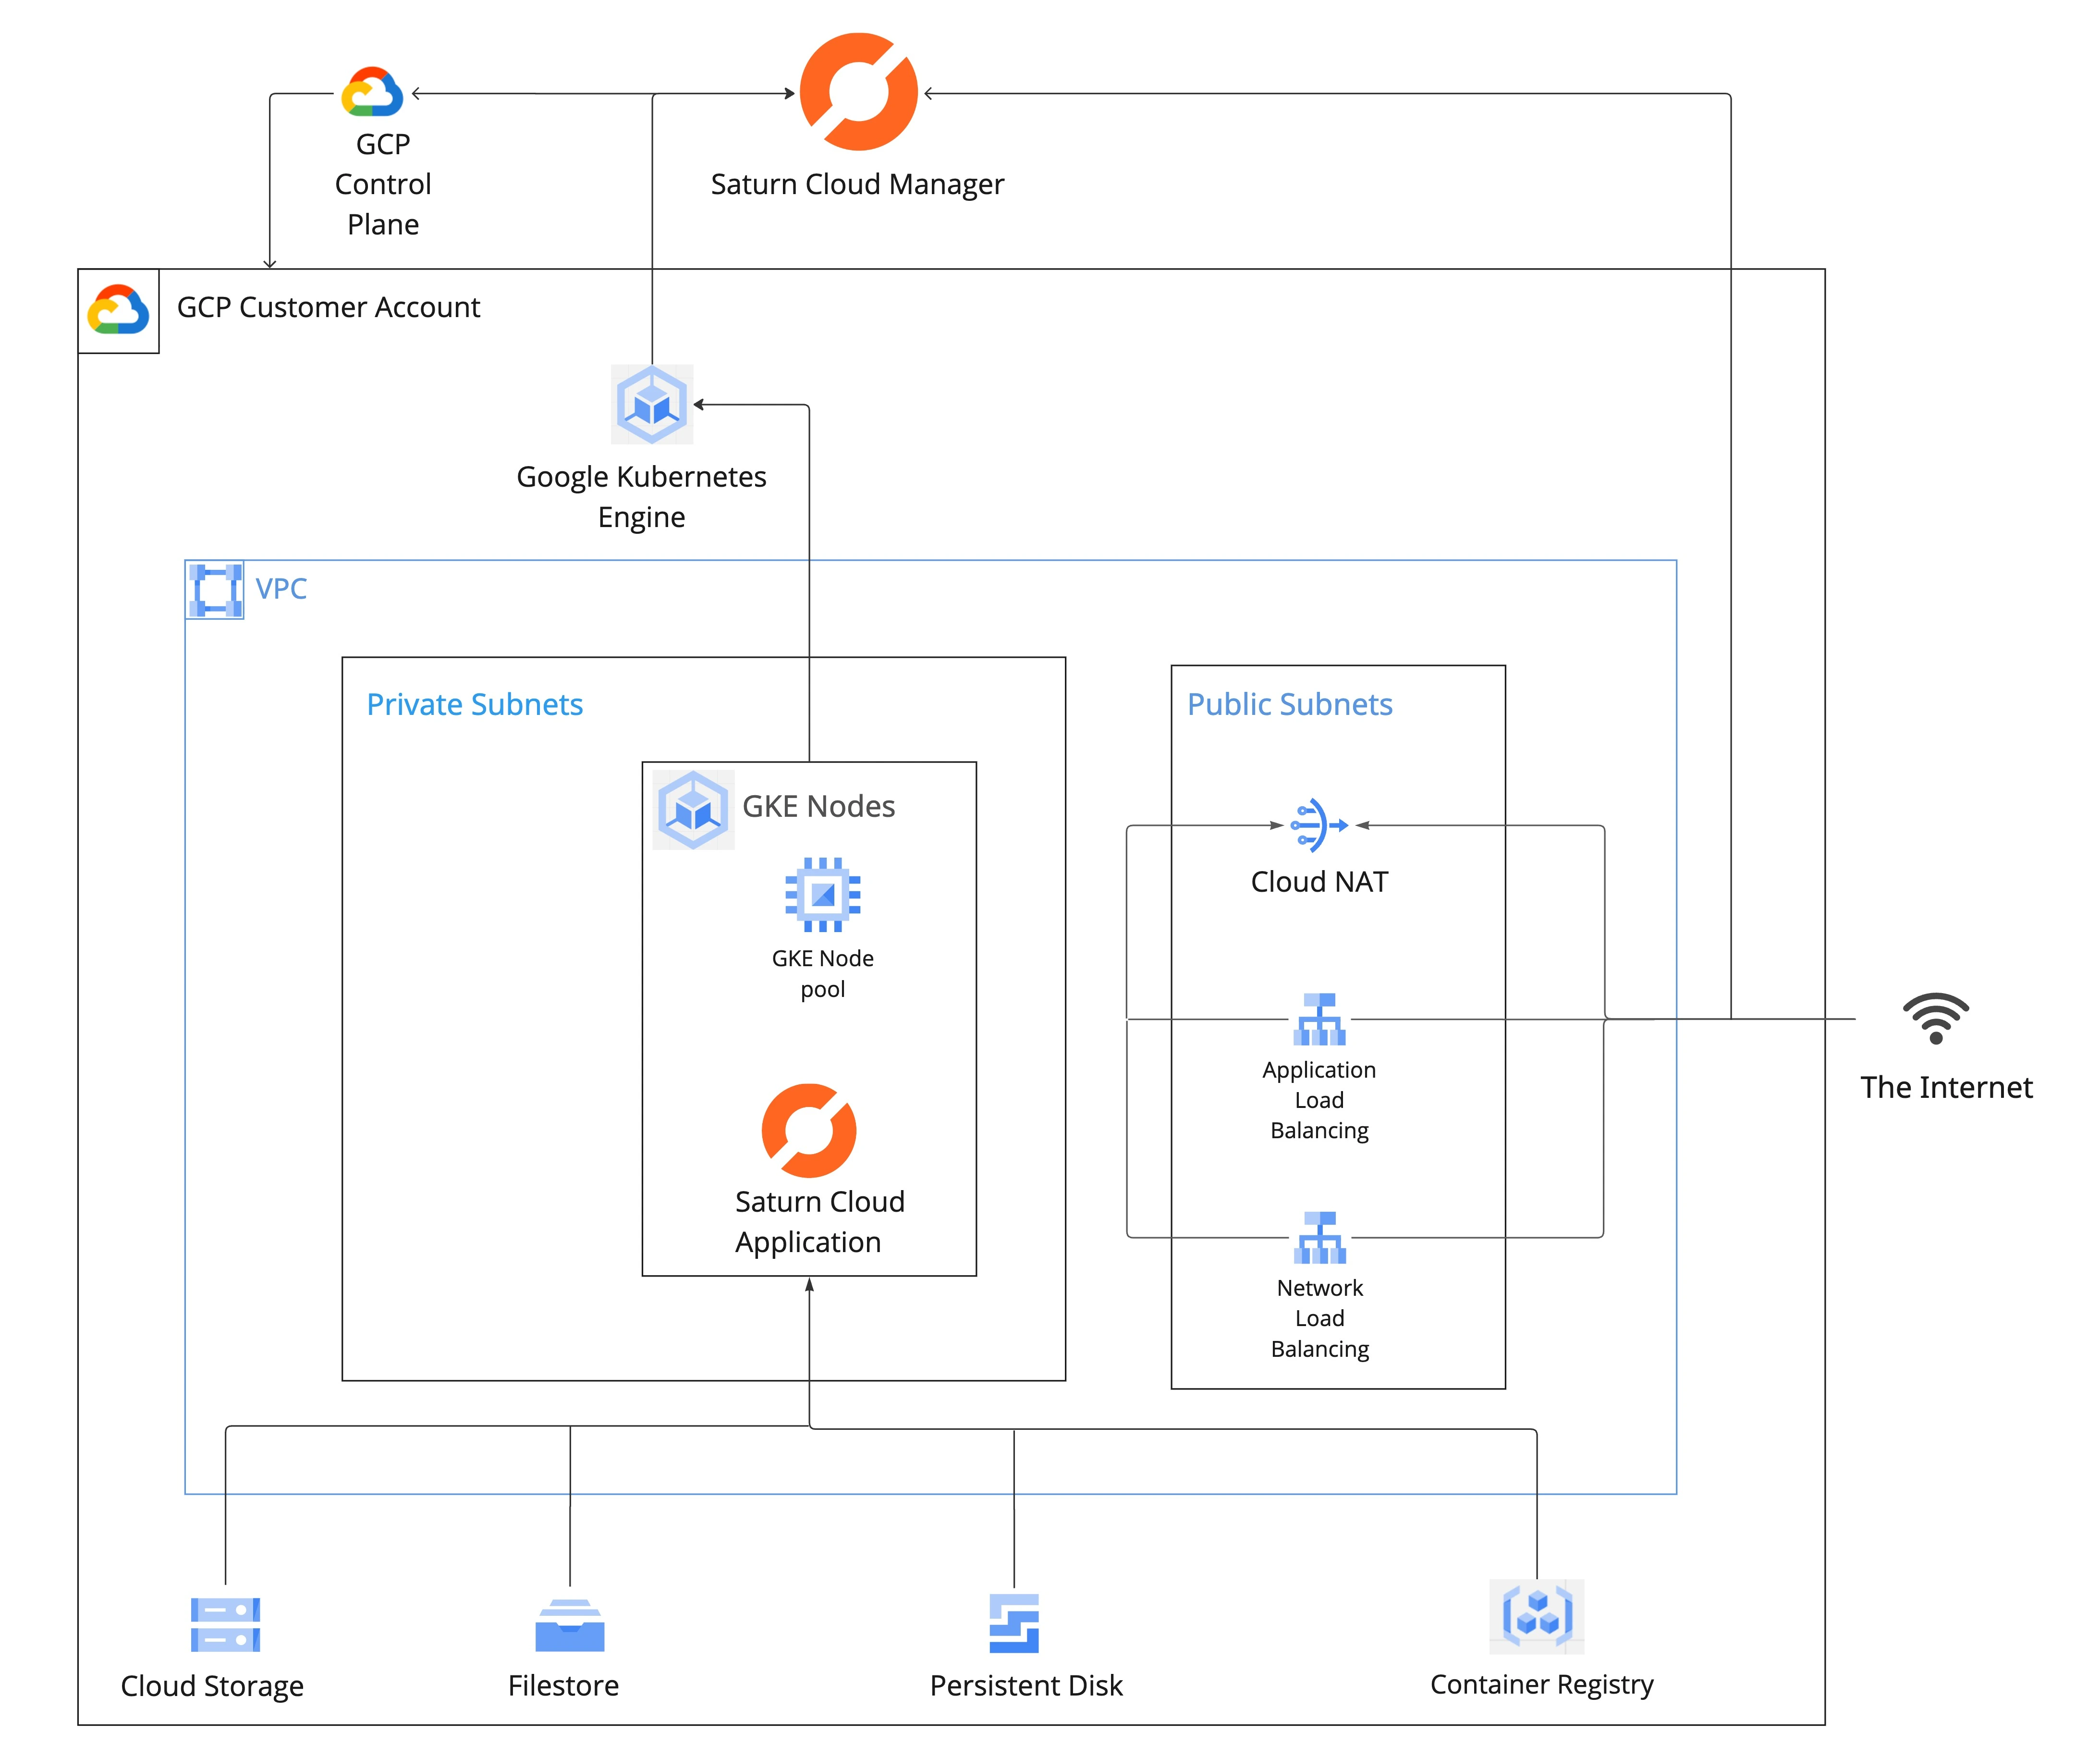 GCP
Control
Plane
Saturn Cloud Manager
GCP Customer Account
Google Kubernetes
Engine
VPC
Private Subnets
Public Subnets
GKE Nodes
GKE Node
pool
Saturn Cloud
Application
Cloud NAT
Application
Load
Balancing
Network
Load
Balancing
The Internet
Cloud Storage
Filestore
Persistent Disk
Container Registry